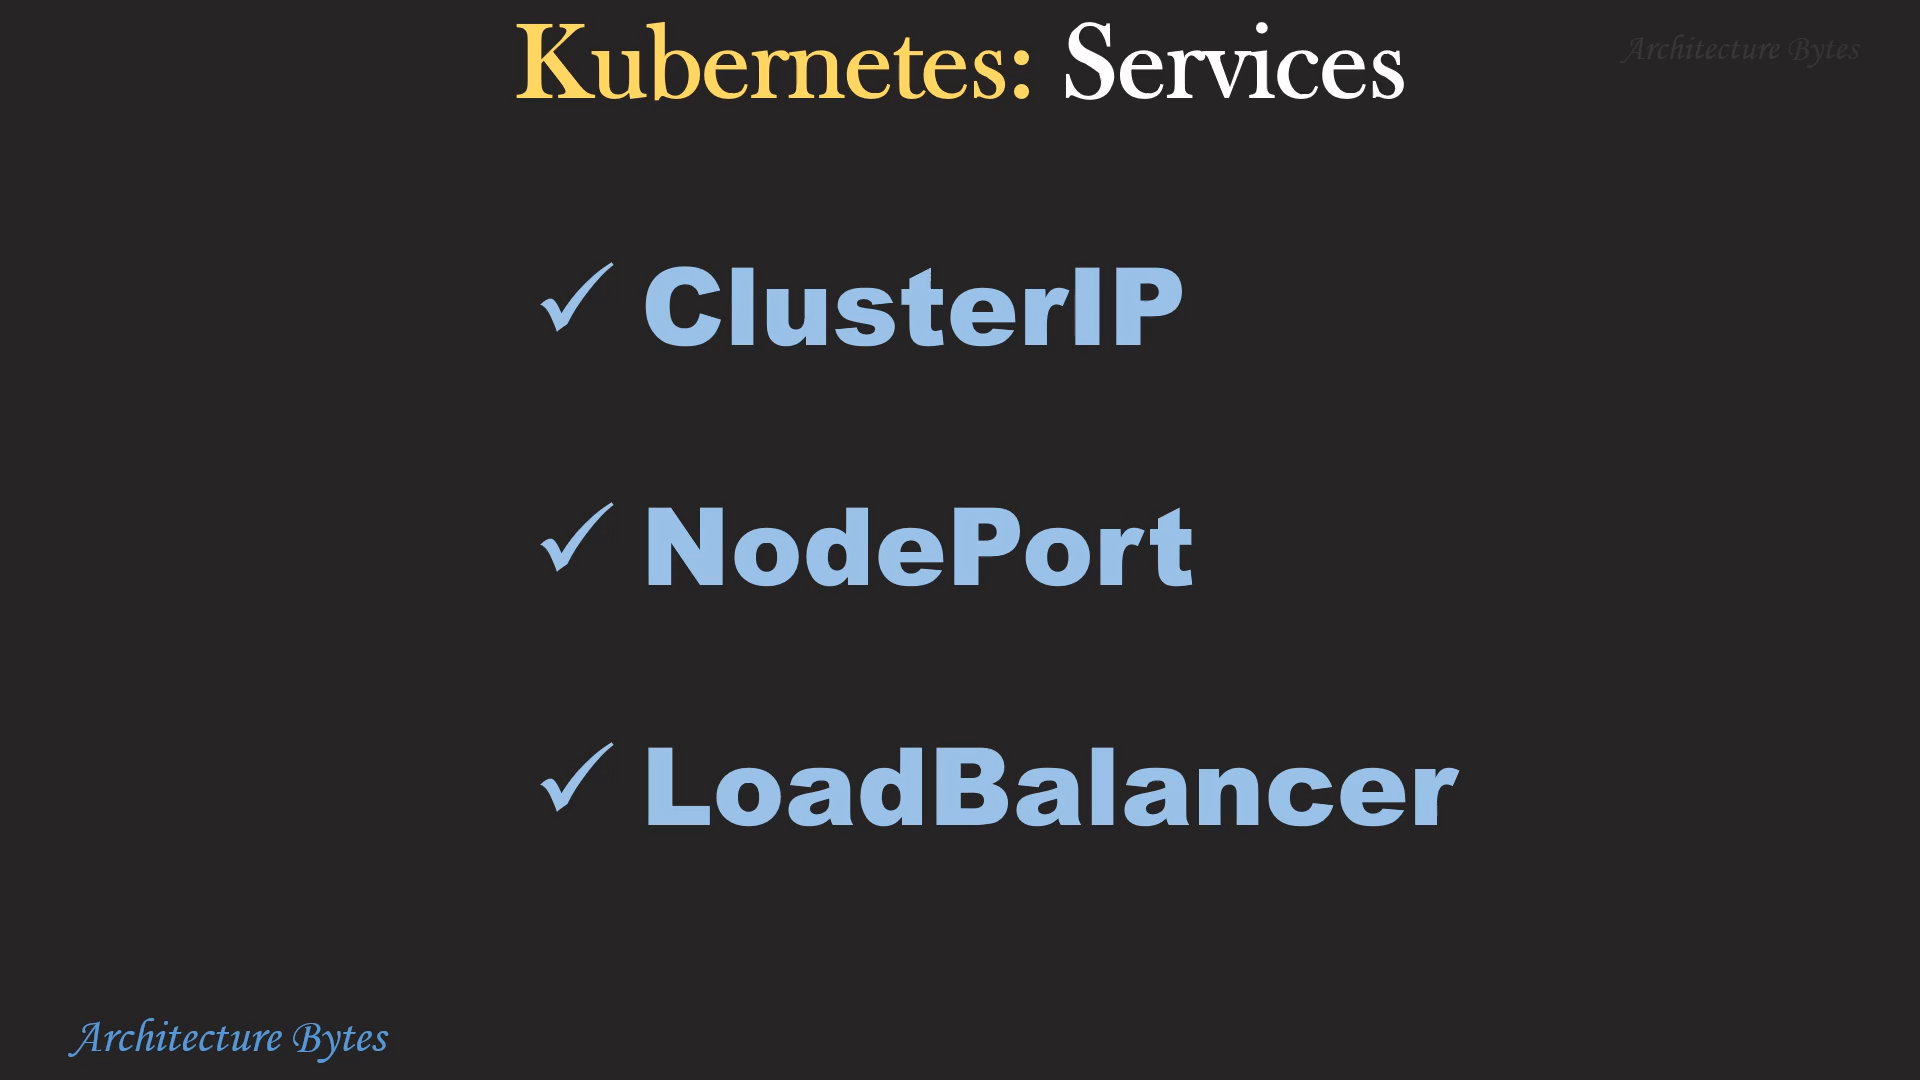 Kubernetes: Services
Architecture Bytes
✓ ClusterIP
✓ NodePort
✓ LoadBalancer
Architecture Bytes